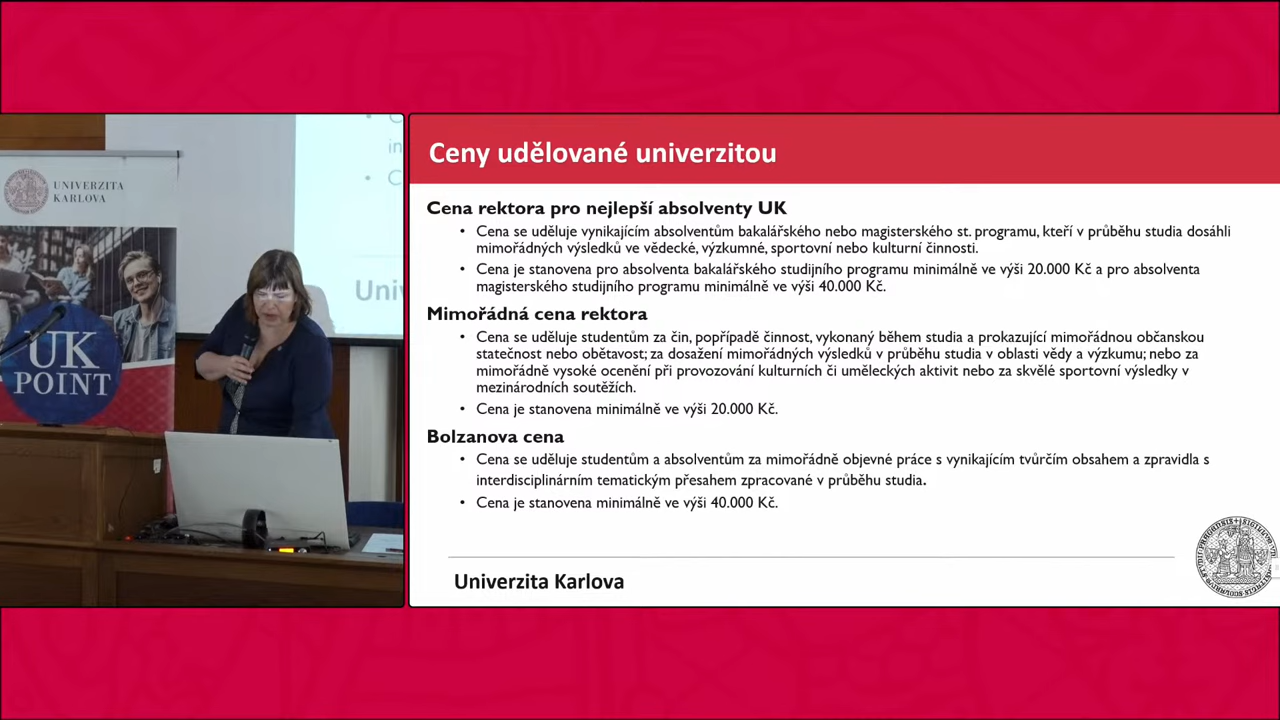 UNIVERZITA
KARLOVA
UK
POINT
Uni
Ceny udělované univerzitou
Cena rektora pro nejlepší absolventy UK
• Cena se uděluje vynikajícím absolventům bakalářského nebo magisterského st. programu, kteří v průběhu studia dosáhli
mimořádných výsledků ve vědecké, výzkumné, sportovní nebo kulturní činnosti.
• Cena je stanovena pro absolventa bakalářského studijního programu minimálně ve výši 20.000 Kč a pro absolventa
magisterského studijního programu minimálně ve výši 40.000 Kč.
Mimořádná cena rektora
• Cena se uděluje studentům za čin, popřípadě činnost, vykonaný během studia a prokazující mimořádnou občanskou
statečnost nebo obětavost; za dosažení mimořádných výsledků v průběhu studia v oblasti vědy a výzkumu; nebo za
mimořádně vysoké ocenění při provozování kulturních či uměleckých aktivit nebo za skvělé sportovní výsledky v
mezinárodních soutěžích.
• Cena je stanovena minimálně ve výši 20.000 Kč.
Bolzanova cena
• Cena se uděluje studentům a absolventům za mimořádně objevné práce s vynikajícím tvůrčím obsahem a zpravidla s
interdisciplinárním tematickým přesahem zpracované v průběhu studia.
• Cena je stanovena minimálně ve výši 40.000 Kč.
Univerzita Karlova